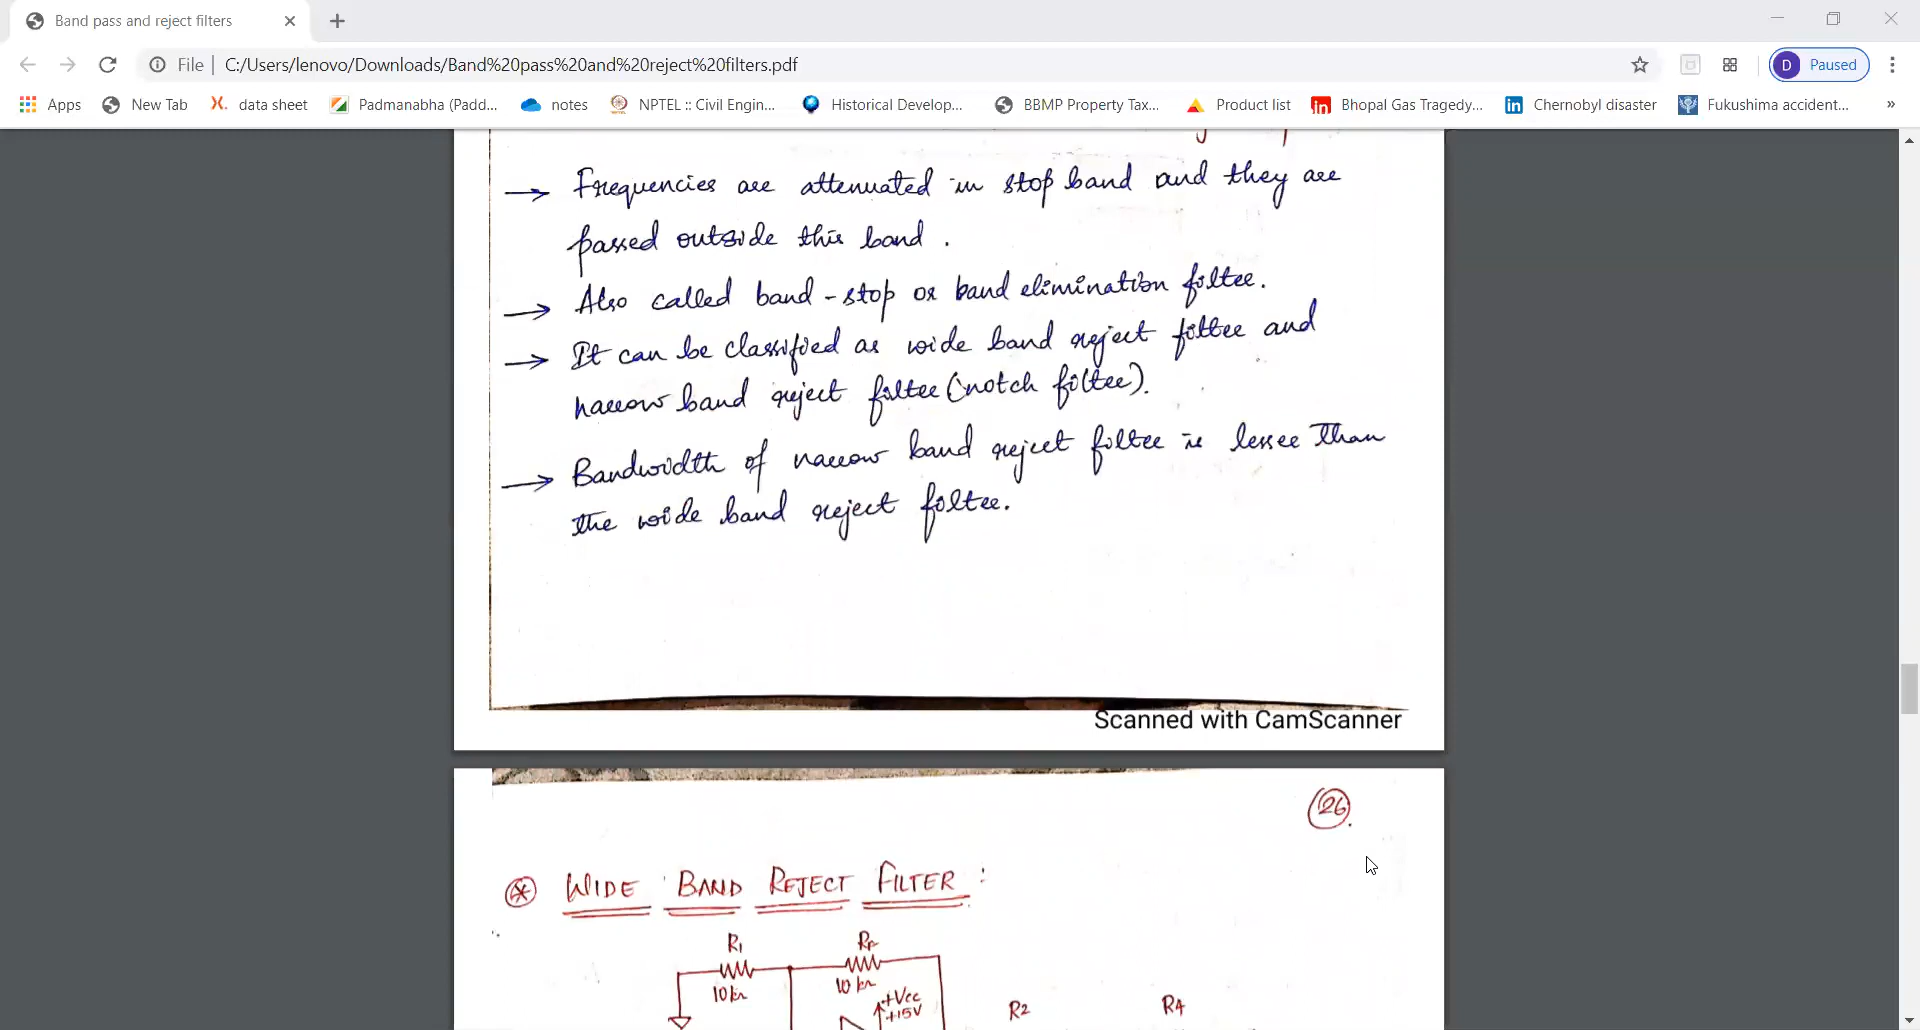 Band pass and reject filters
File | C:/Users/lenovo/Downloads/Band%20pass%20and%20reject%20filters.pdf
D Paused
Apps New Tab X. data sheet Padmanabha (Padd... notes NPTEL :: Civil Engin... Historical Develop... BBMP Property Tax... Product list in Bhopal Gas Tragedy... in Chernobyl disaster Fukushima accident... »
→ Frequencies are attenuated in stop band and they are
passed outside this band.
→ Also called band-stop or band elimination filter.
→ It can be classified as wide band reject filter and
narrow band reject filter (notch filter).
→ Bandwidth of narrow band reject filter is lesser than
the wide band reject filter.
Scanned with CamScanner
26
* WIDE BAND REJECT FILTER:
R1 RF
10kΩ 10kΩ
+Vcc
+15V
R2 R4